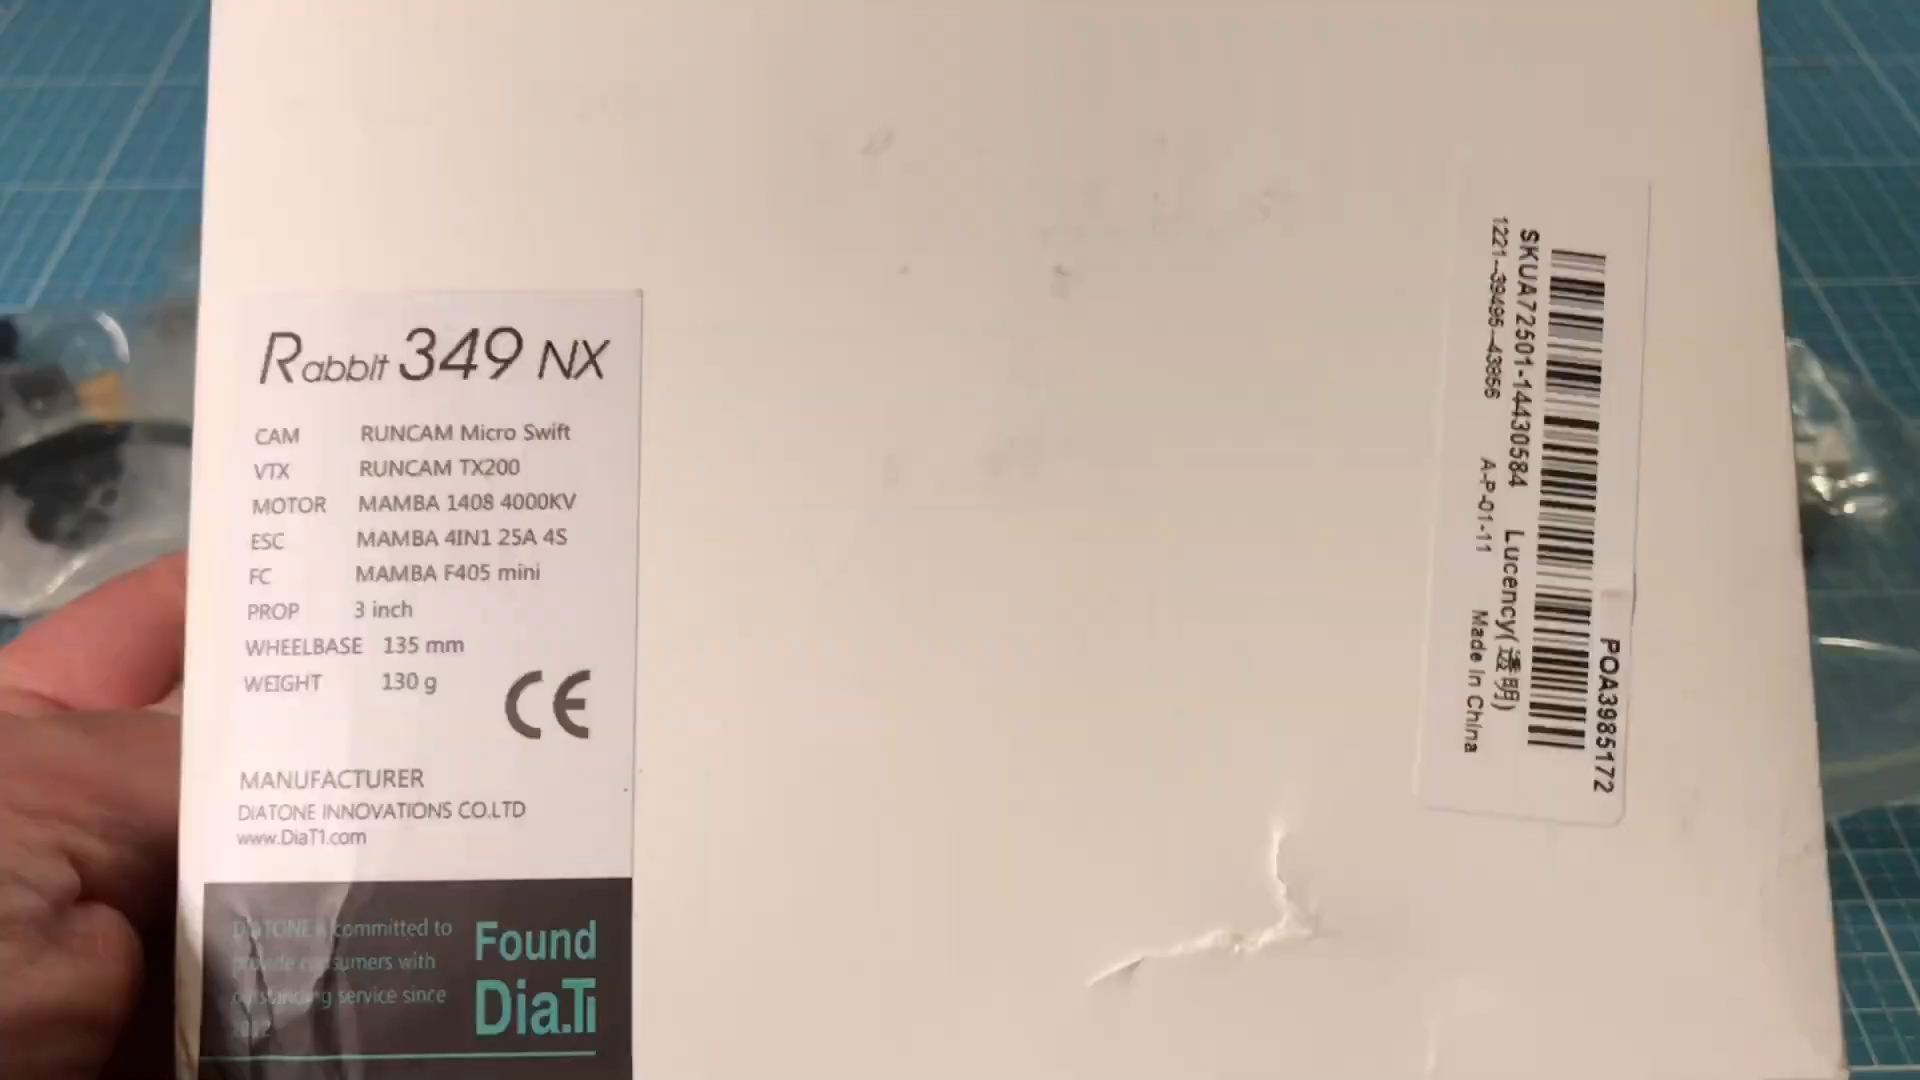 Rabbit 349 NX
CAM RUNCAM Micro Swift
VTX RUNCAM TX200
MOTOR MAMBA 1408 4000KV
ESC MAMBA 4IN1 25A 4S
FC MAMBA F405 mini
PROP 3 inch
WHEELBASE 135 mm
WEIGHT 130 g
CE
MANUFACTURER
DIATONE INNOVATIONS CO.LTD
www.DiaT1.com
DIATONE is committed to
provide consumers with
outstanding service since
2012
Found
Dia.Ti
POA3985172
SKUA72501-14430584 Lucency(透明)
1221-39495-43956 A-P-01-11 Made In China